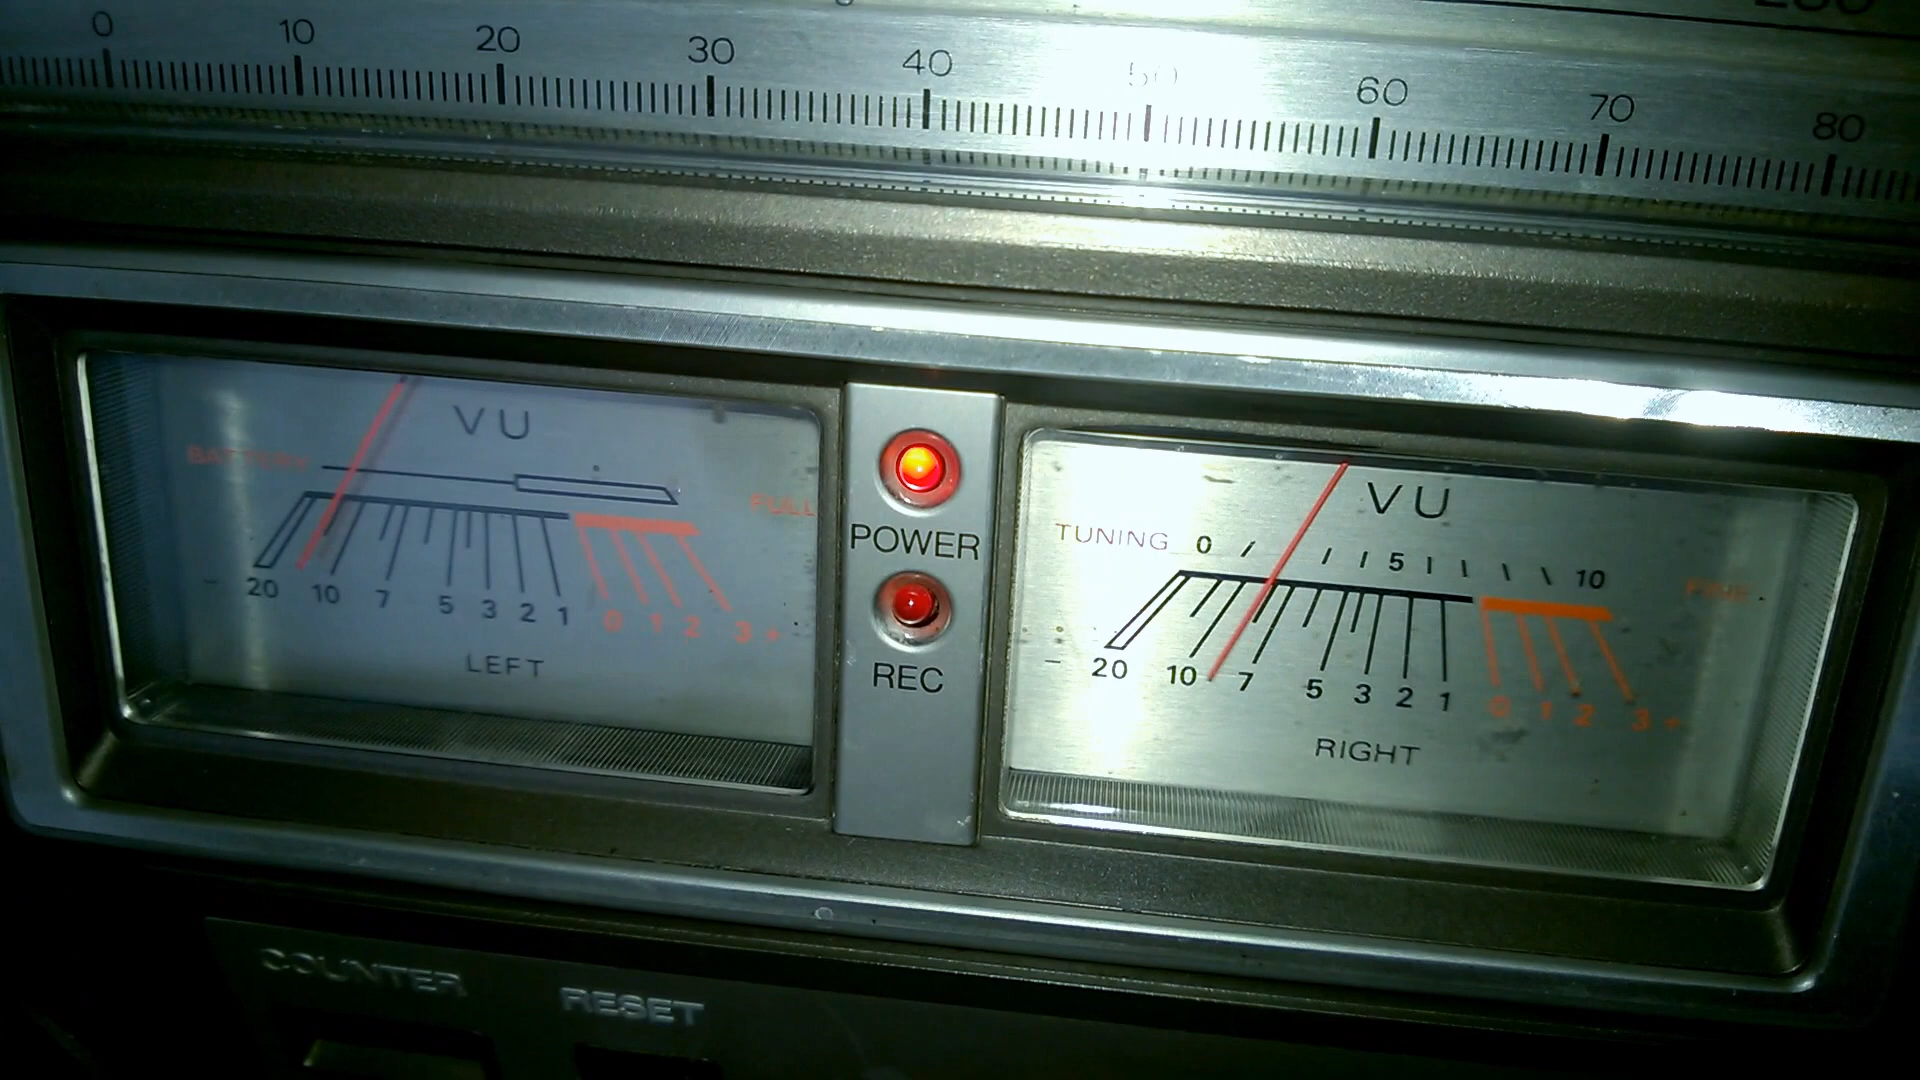 0 10 20 30 40 50 60 70 80
VU
BATTERY
FULL
- 20 10 7 5 3 2 1 0 1 2 3 +
LEFT
POWER
REC
VU
TUNING 0 5 10
- 20 10 7 5 3 2 1 0 1 2 3 +
RIGHT
COUNTER
RESET